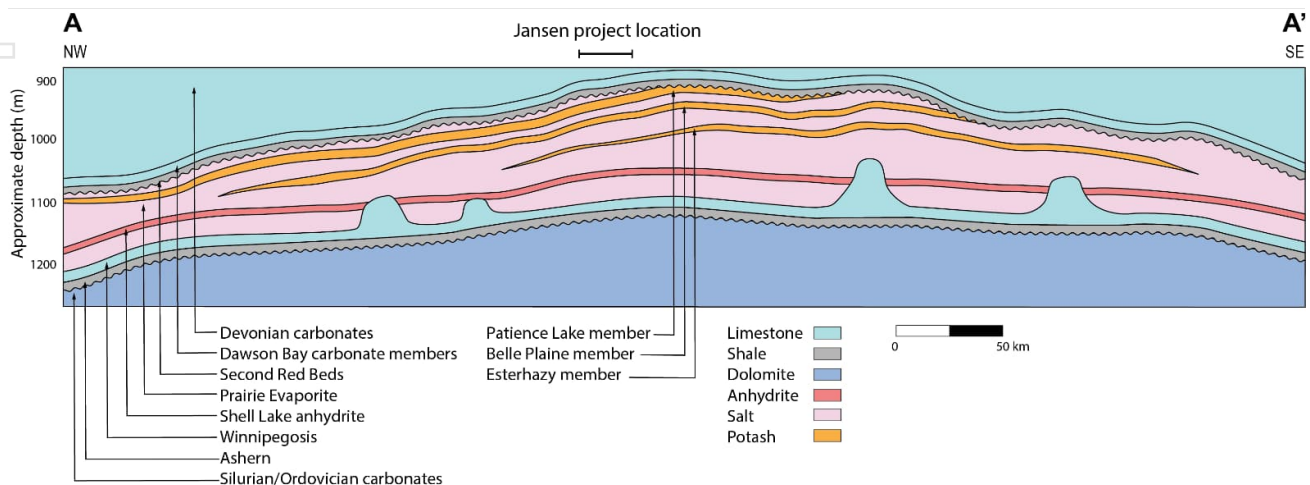 A
A'
Jansen project location
NW
SE
Approximate depth (m)
900
1000
1100
1200
Devonian carbonates
Dawson Bay carbonate members
Second Red Beds
Prairie Evaporite
Shell Lake anhydrite
Winnipegosis
Ashern
Silurian/Ordovician carbonates
Patience Lake member
Belle Plaine member
Esterhazy member
Limestone
Shale
Dolomite
Anhydrite
Salt
Potash
0
50 km